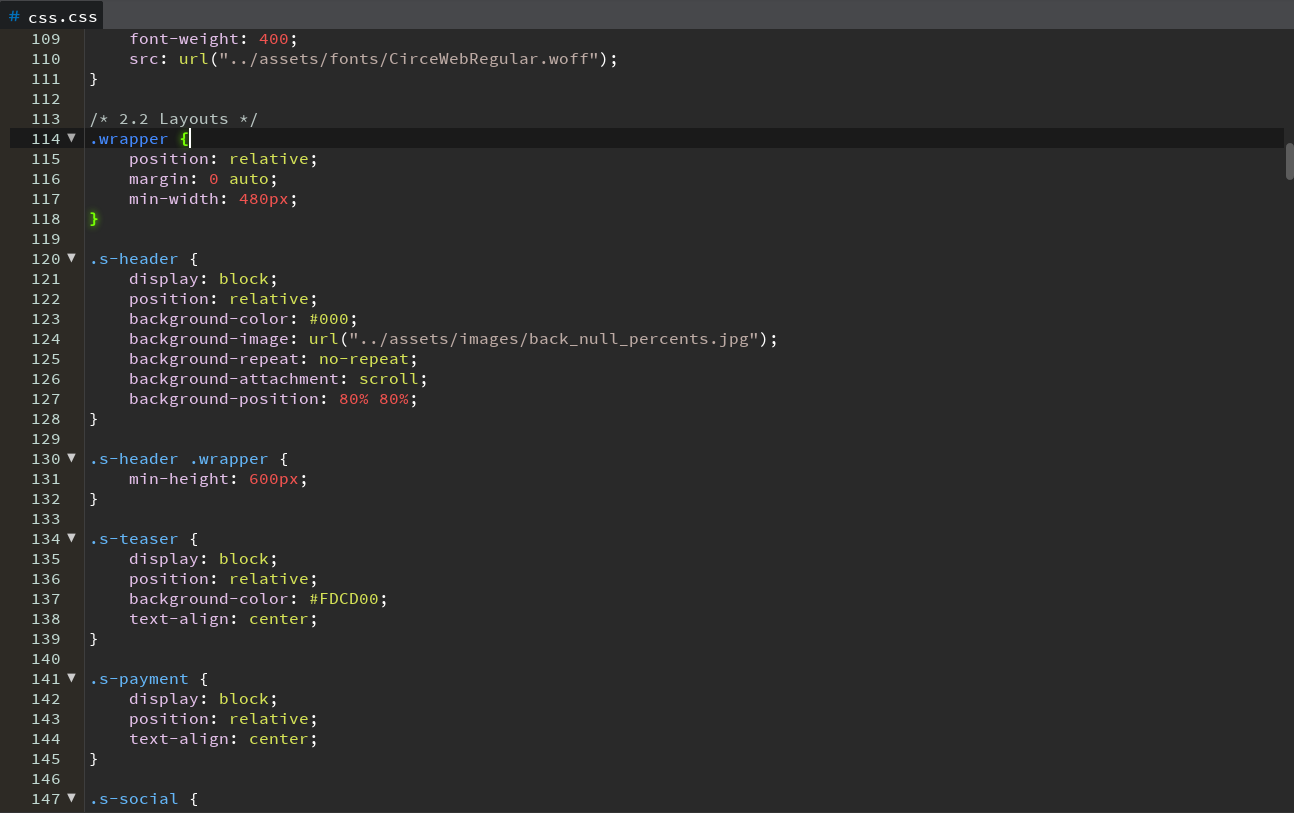 # css.css
109 font-weight: 400;
110 src: url("../assets/fonts/CirceWebRegular.woff");
111 }
112
113 /* 2.2 Layouts */
114 ▼ .wrapper {
115 position: relative;
116 margin: 0 auto;
117 min-width: 480px;
118 }
119
120 ▼ .s-header {
121 display: block;
122 position: relative;
123 background-color: #000;
124 background-image: url("../assets/images/back_null_percents.jpg");
125 background-repeat: no-repeat;
126 background-attachment: scroll;
127 background-position: 80% 80%;
128 }
129
130 ▼ .s-header .wrapper {
131 min-height: 600px;
132 }
133
134 ▼ .s-teaser {
135 display: block;
136 position: relative;
137 background-color: #FDCD00;
138 text-align: center;
139 }
140
141 ▼ .s-payment {
142 display: block;
143 position: relative;
144 text-align: center;
145 }
146
147 ▼ .s-social {